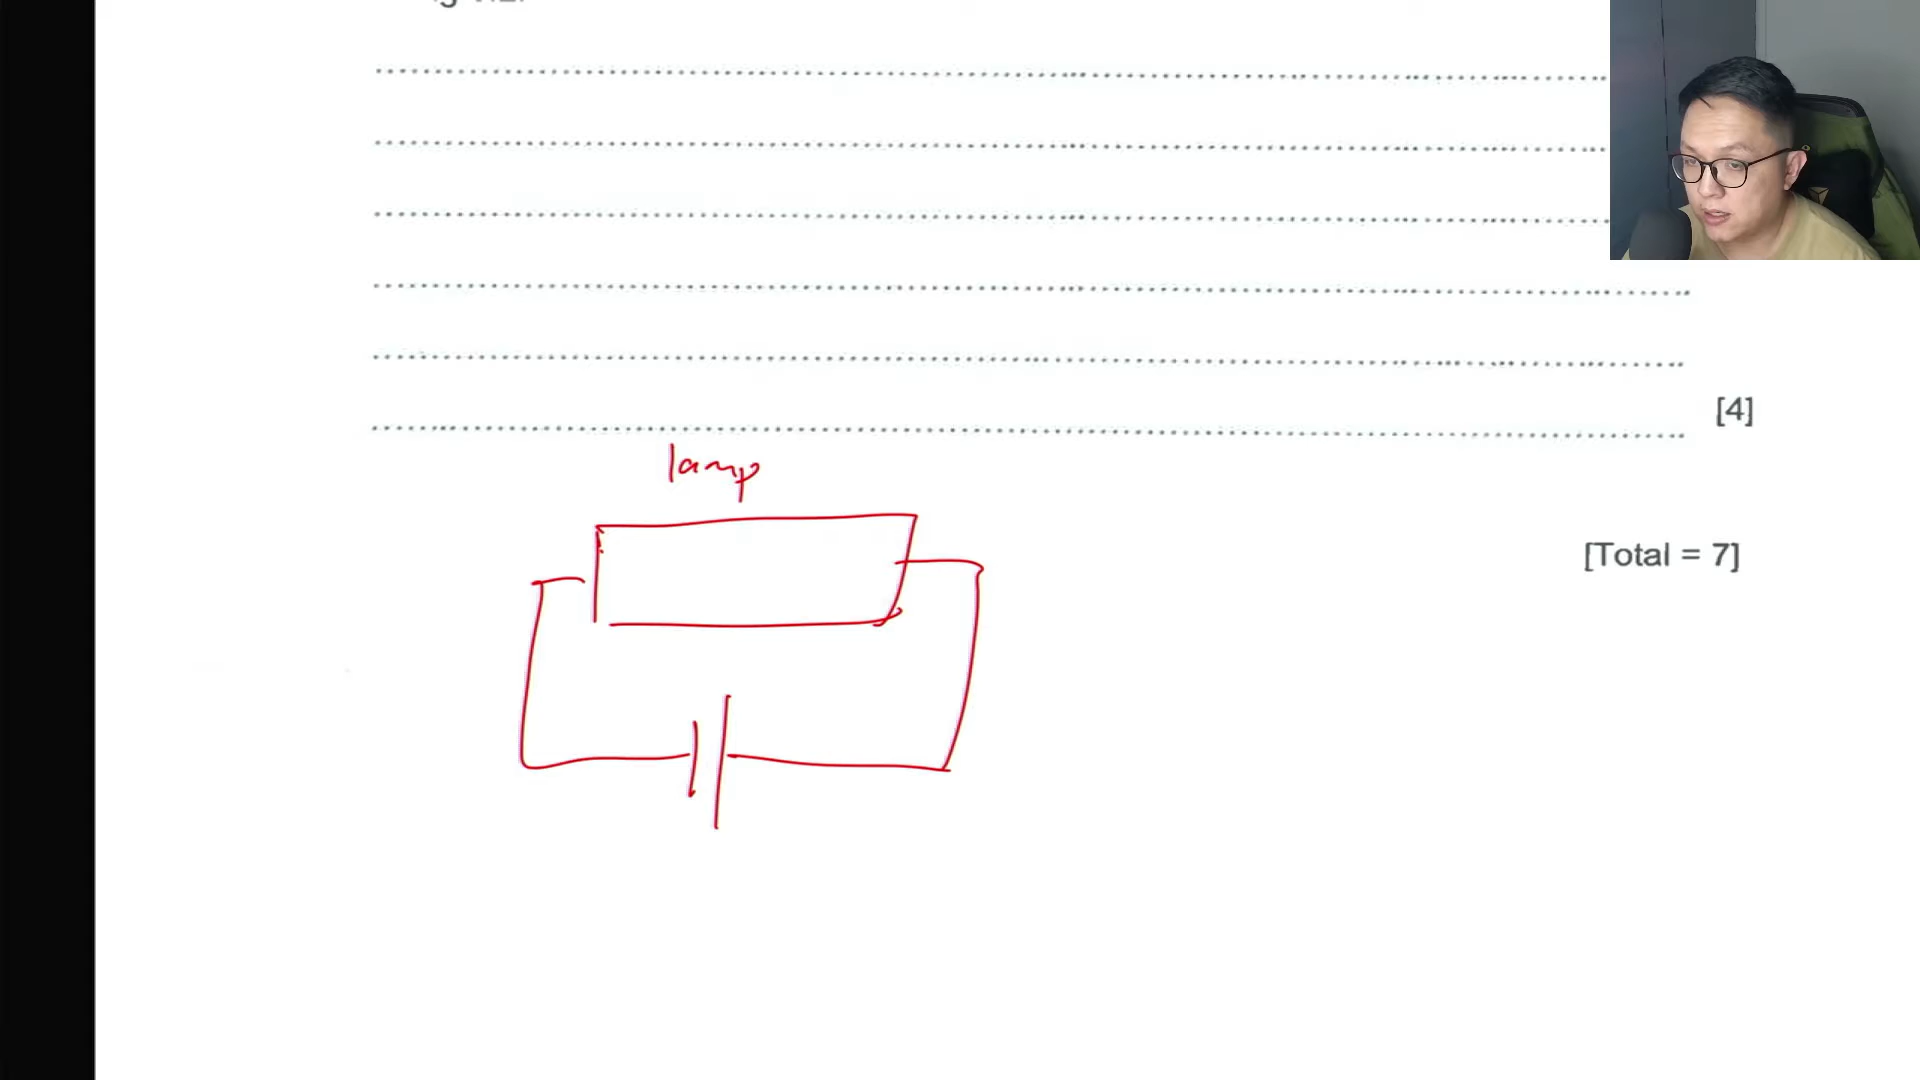 [4]
lamp
[Total = 7]